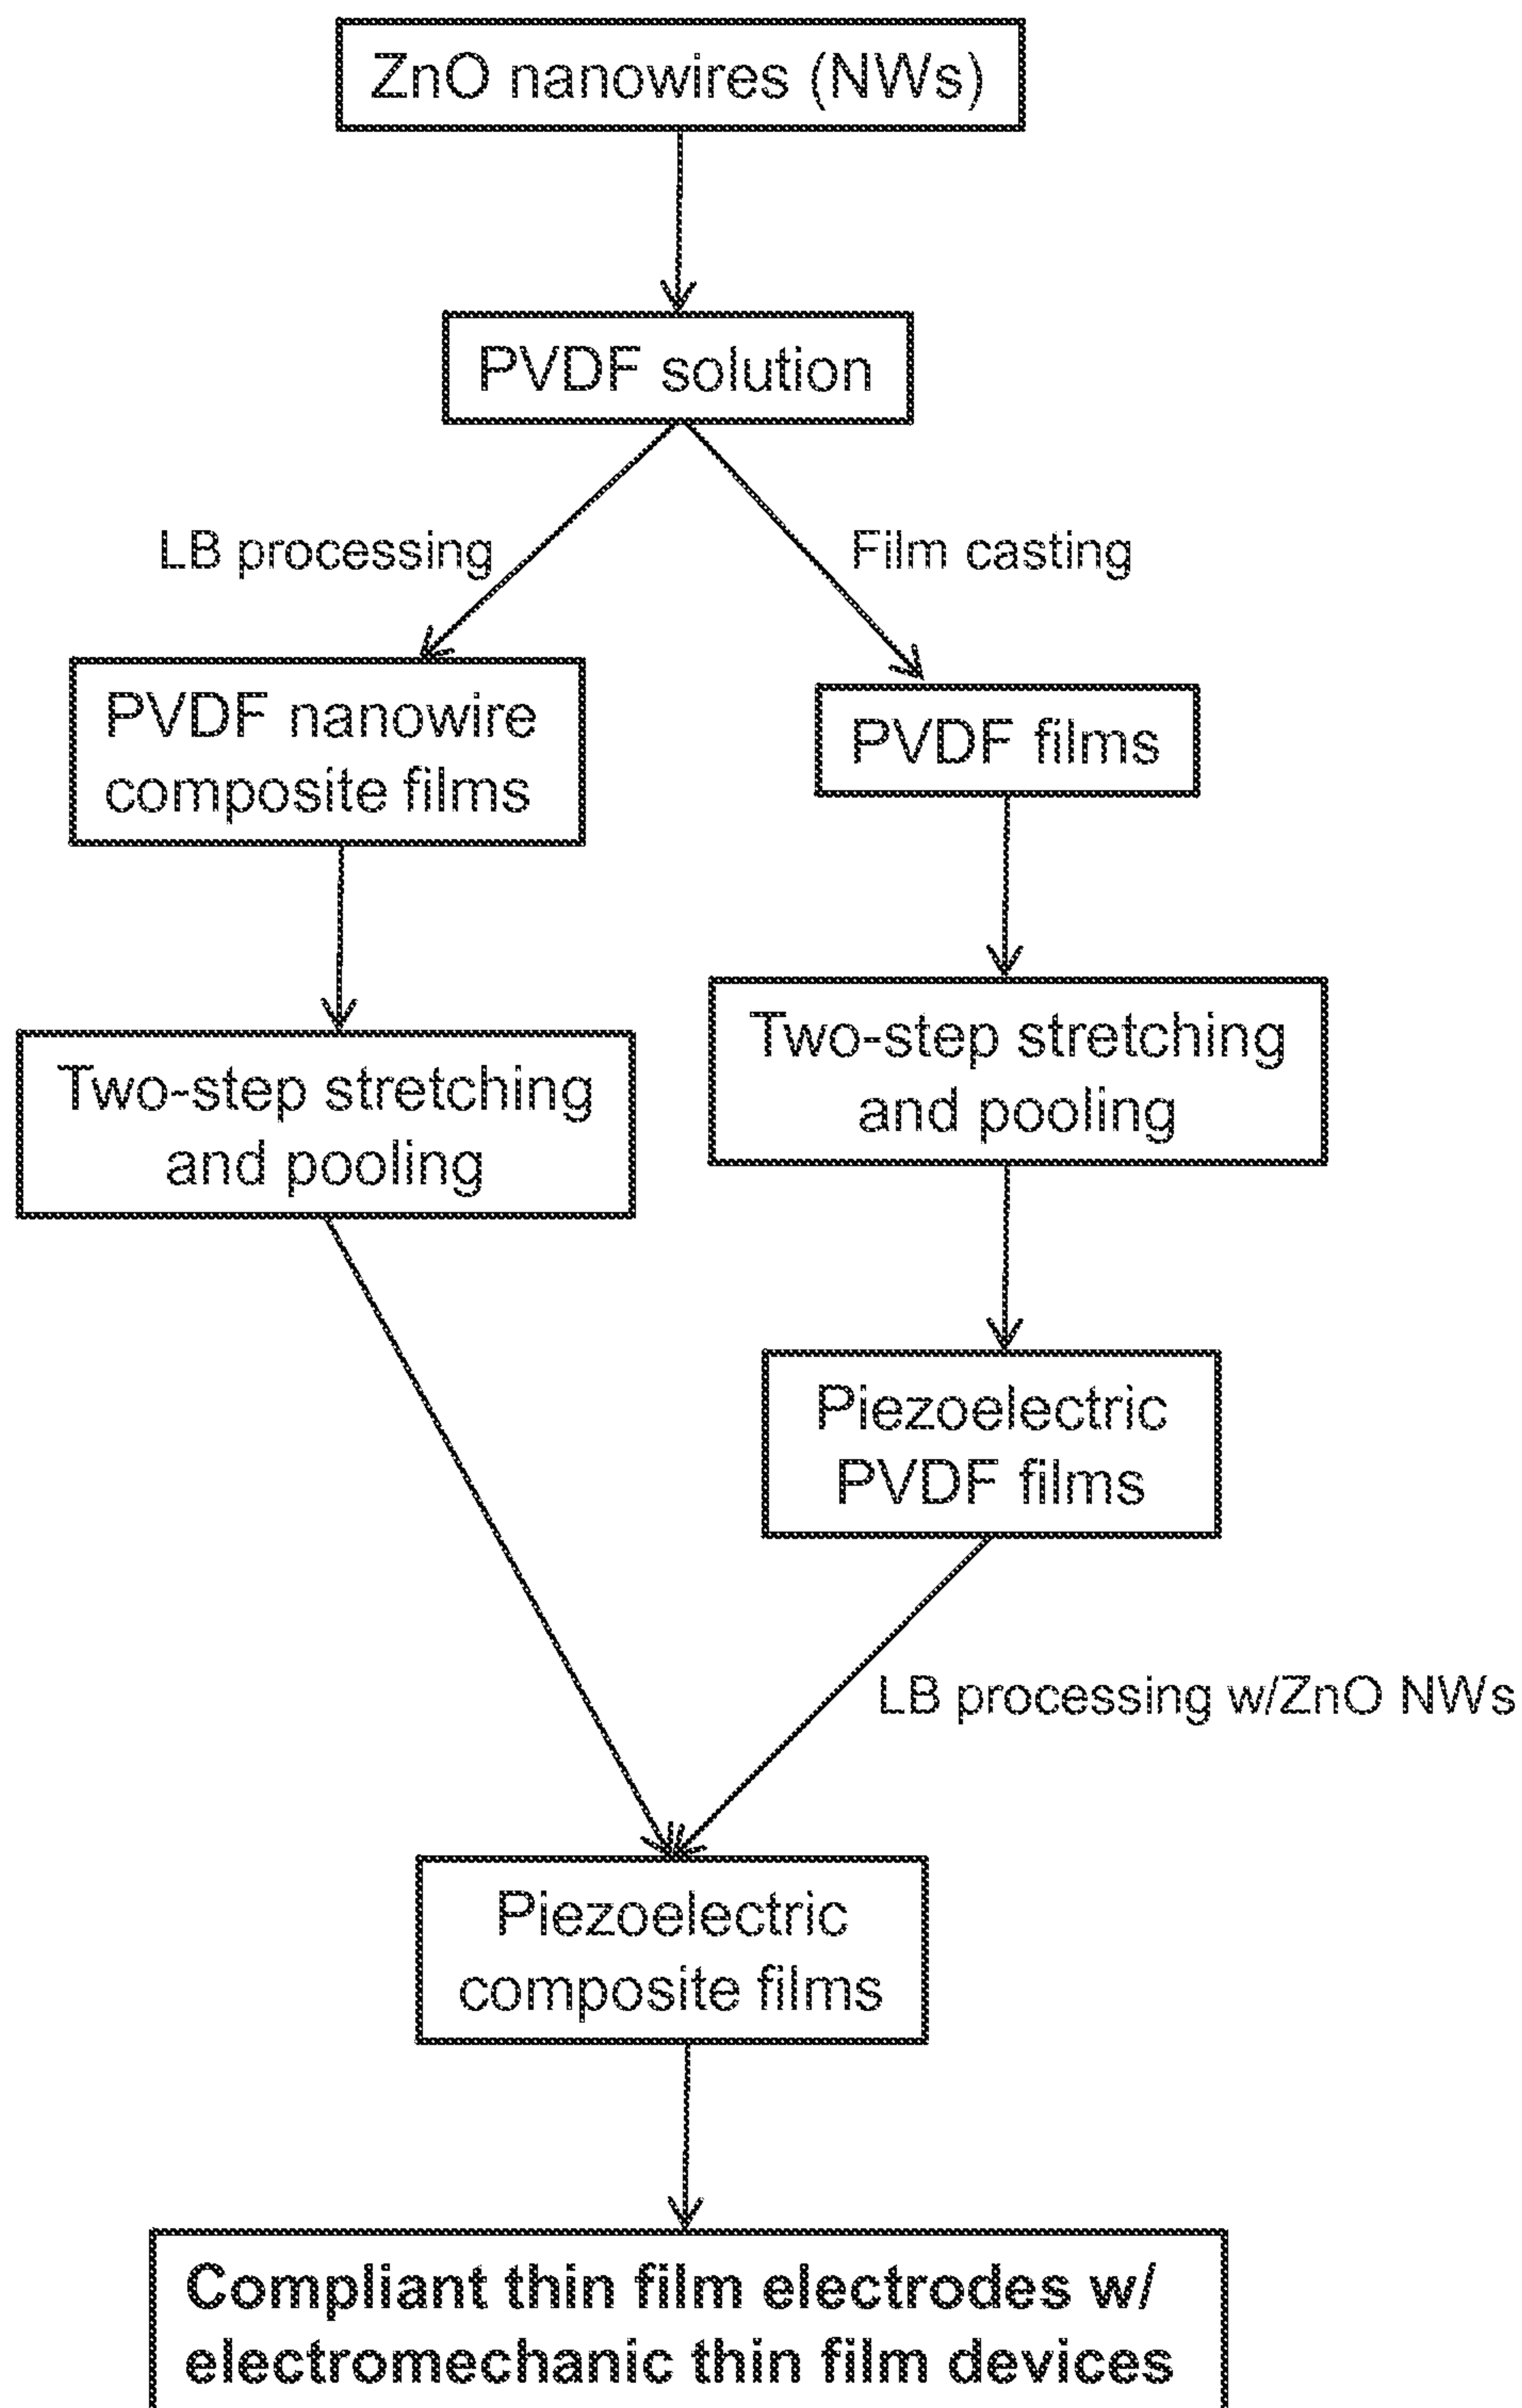 ZnO nanowires (NWs)
PVDF solution
LB processing
Film casting
PVDF nanowire
composite films
PVDF films
Two-step stretching
and pooling
Two-step stretching
and pooling
Piezoelectric
PVDF films
LB processing w/ZnO NWs
Piezoelectric
composite films
Compliant thin film electrodes w/
electromechanic thin film devices